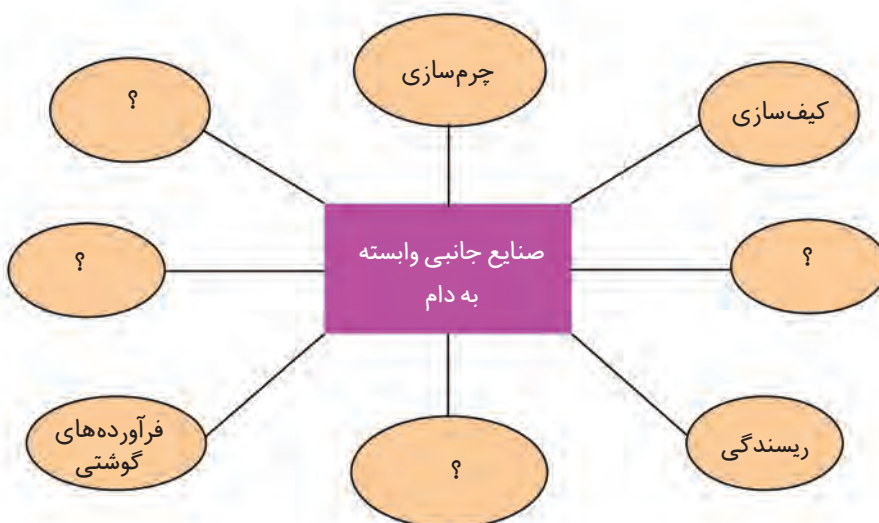 چرم‌سازی
کیف‌سازی
؟
؟
صنایع جانبی وابسته
به دام
؟
؟
ریسندگی
فرآورده‌های
گوشتی